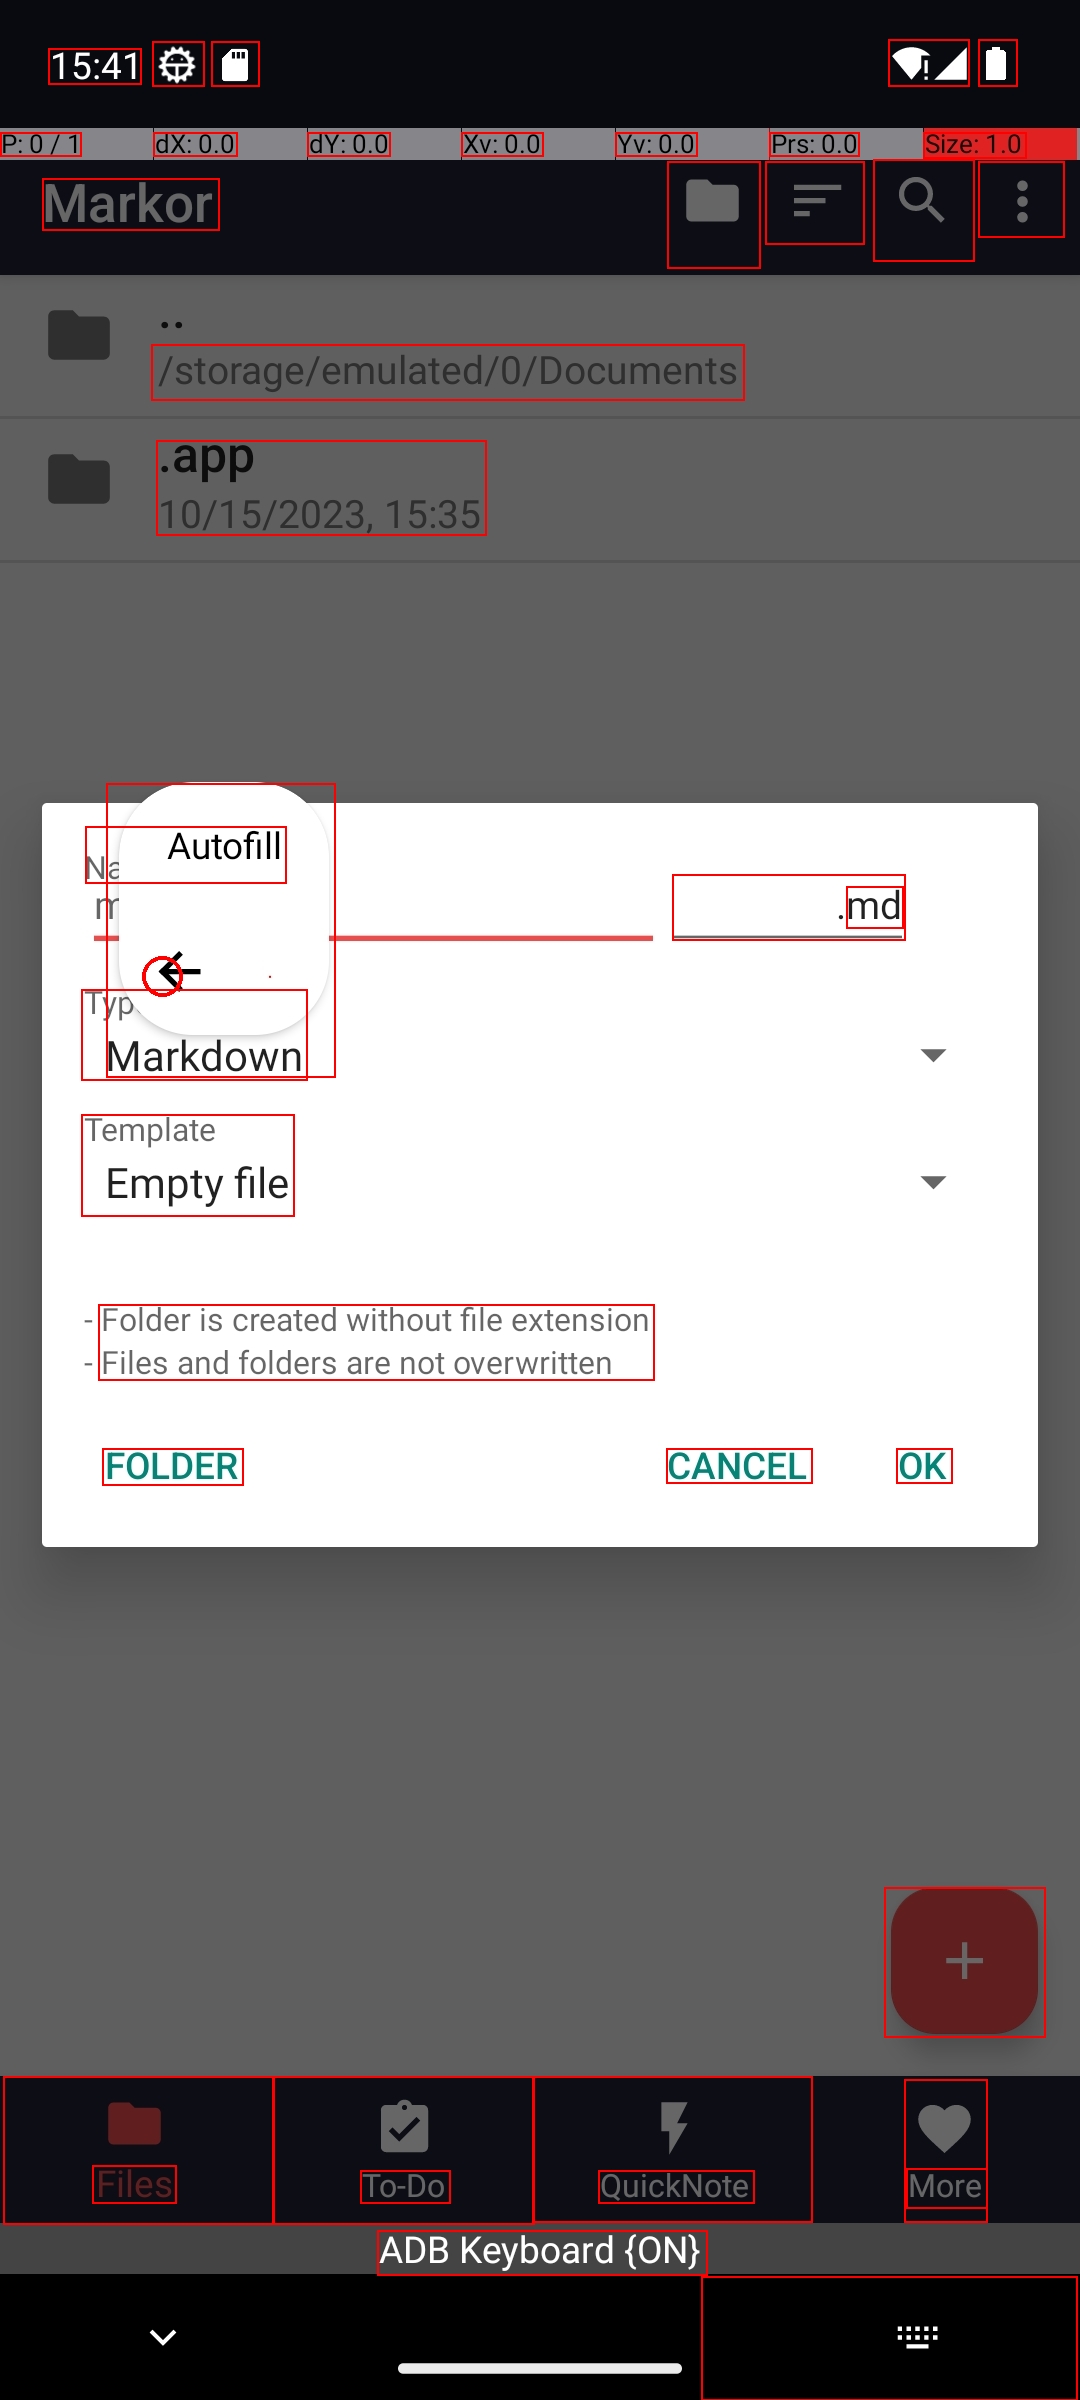 15:41
P: 0 / 1 dX: 0.0 dY: 0.0 Xv: 0.0 Yv: 0.0 Prs: 0.0 Size: 1.0
Markor
..
/storage/emulated/0/Documents
.app
10/15/2023, 15:35
Autofill
.md
Markdown
Template
Empty file
- Folder is created without file extension
- Files and folders are not overwritten
FOLDER CANCEL OK
Files To-Do QuickNote More
ADB Keyboard {ON}